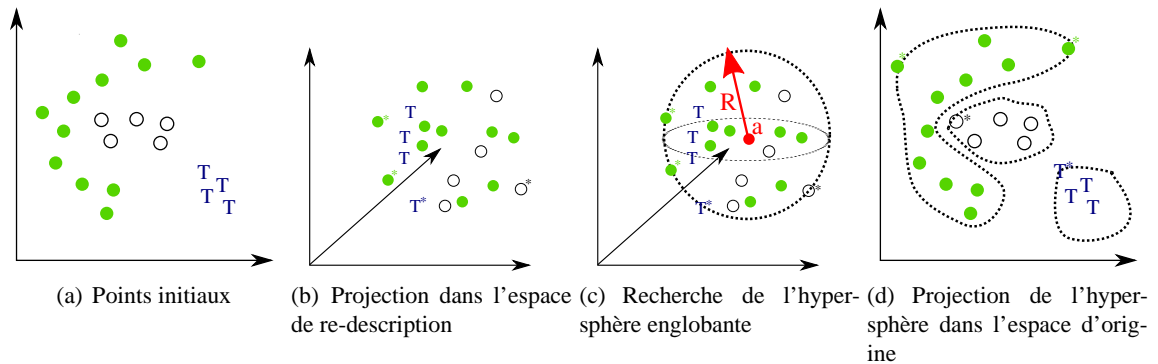 T
T
T
T
(a) Points initiaux
*
T
T
T
*
*
T*
(b) Projection dans l'espace
de re-description
R
a
*
T
T
T
*
*
T*
(c) Recherche de l'hyper-
sphère englobante
*
*
*
T*
T
T
T
(d) Projection de l'hyper-
sphère dans l'espace d'orig-
ine